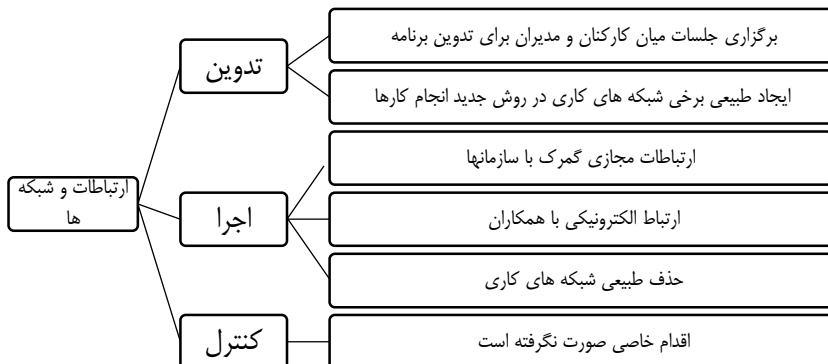 ارتباطات و شبکه
ها
تدوین
برگزاری جلسات میان کارکنان و مدیران برای تدوین برنامه
ایجاد طبیعی برخی شبکه های کاری در روش جدید انجام کارها
اجرا
ارتباطات مجازی گمرک با سازمانها
ارتباط الکترونیکی با همکاران
حذف طبیعی شبکه های کاری
کنترل
اقدام خاصی صورت نگرفته است